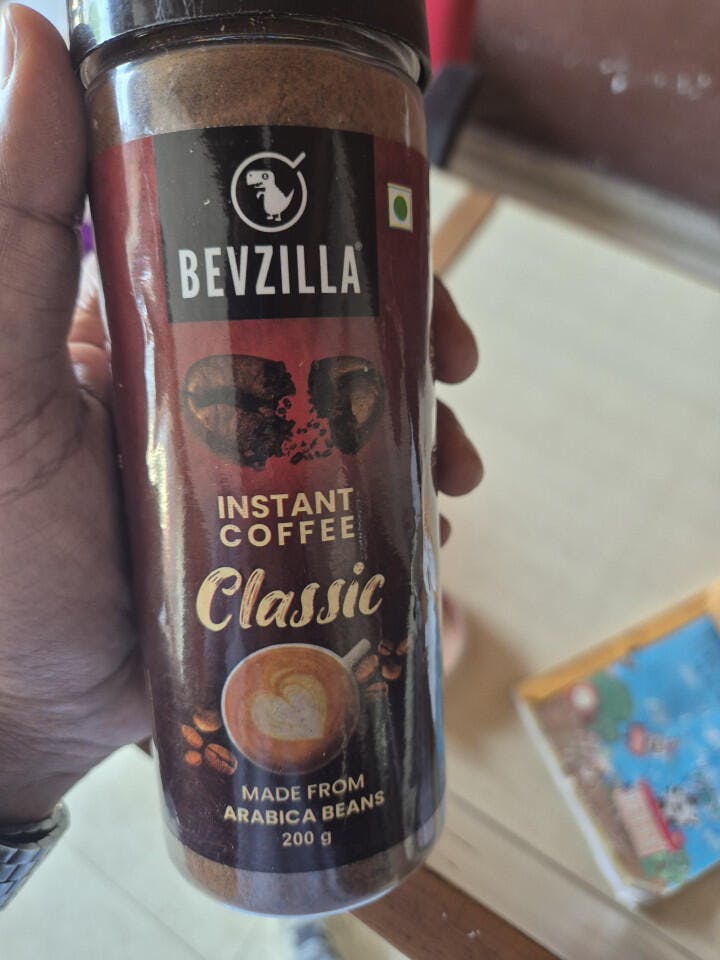 BEVZILLA
INSTANT
COFFEE
Classic
MADE FROM
ARABICA BEANS
200 g